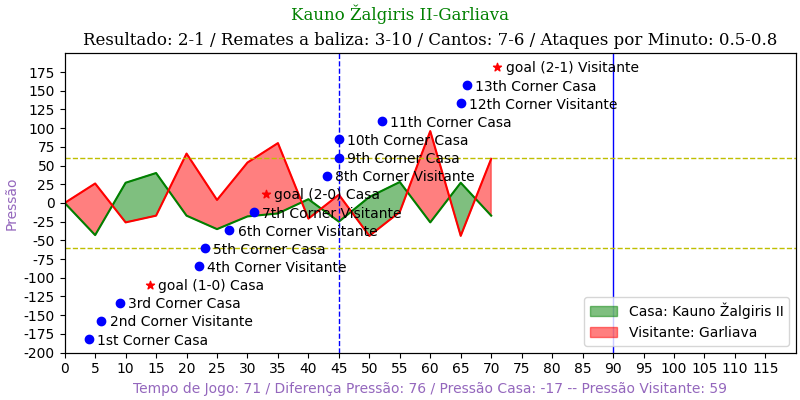 Kauno Žalgiris II-Garliava
Resultado: 2-1 / Remates a baliza: 3-10 / Cantos: 7-6 / Ataques por Minuto: 0.5-0.8
goal (2-1) Visitante
13th Corner Casa
12th Corner Visitante
11th Corner Casa
10th Corner Casa
9th Corner Casa
8th Corner Visitante
goal (2-0) Casa
7th Corner Visitante
6th Corner Visitante
5th Corner Casa
4th Corner Visitante
goal (1-0) Casa
3rd Corner Casa
2nd Corner Visitante
1st Corner Casa
Pressão
175
150
125
100
75
50
25
0
-25
-50
-75
-100
-125
-150
-175
-200
Casa: Kauno Žalgiris II
Visitante: Garliava
0 5 10 15 20 25 30 35 40 45 50 55 60 65 70 75 80 85 90 95 100 105 110 115
Tempo de Jogo: 71 / Diferença Pressão: 76 / Pressão Casa: -17 -- Pressão Visitante: 59